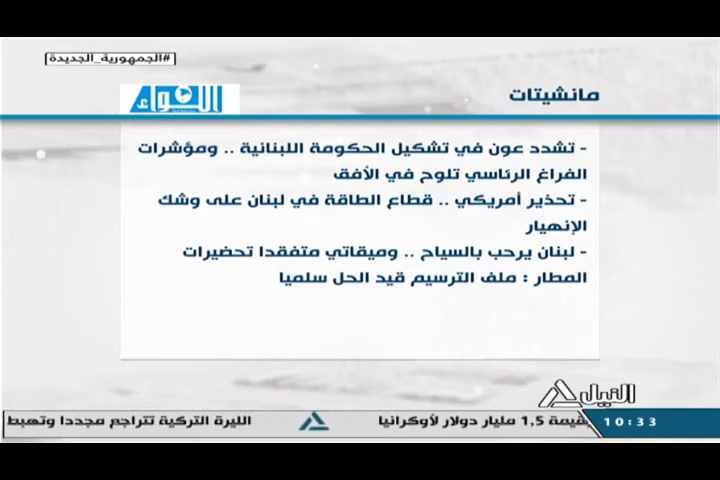 #الجمهورية_الجديدة
مانشيتات
اللواء
- تشدد عون في تشكيل الحكومة اللبنانية .. ومؤشرات
الفراغ الرئاسي تلوح في الأفق
- تحذير أمريكي .. قطاع الطاقة في لبنان على وشك
الإنهيار
- لبنان يرحب بالسياح .. وميقاتي متفقدا تحضيرات
المطار : ملف الترسيم قيد الحل سلميا
النيل
10:33
بقيمة 1,5 مليار دولار لأوكرانيا
الليرة التركية تتراجع مجددا وتهبط